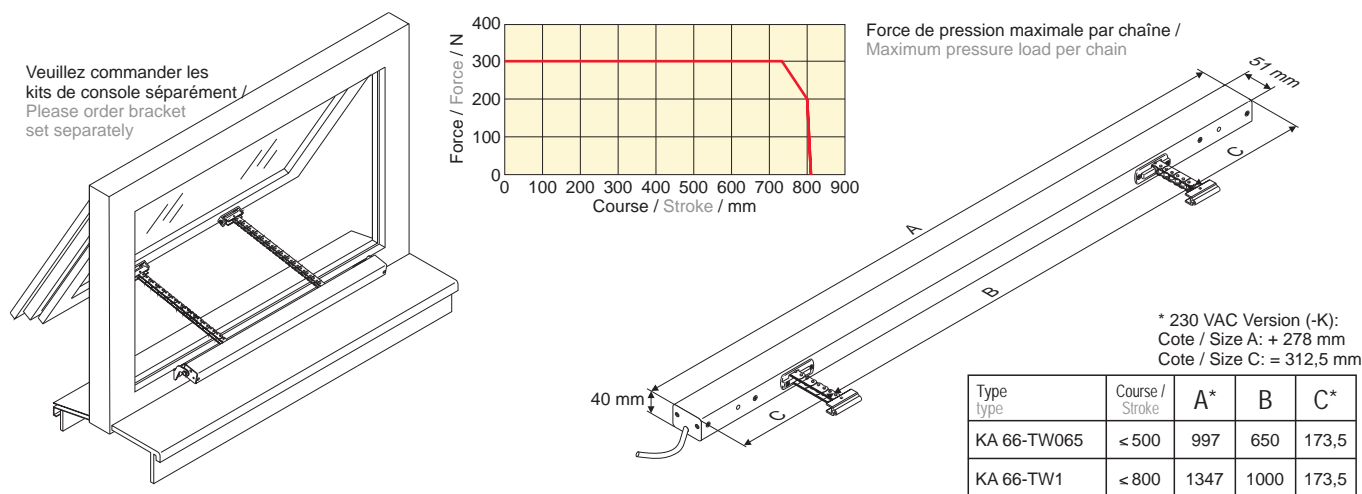 Veuillez commander les
kits de console séparément /
Please order bracket
set separately
Force / Force / N
400
300
200
100
0
0 100 200 300 400 500 600 700 800 900
Course / Stroke / mm
Force de pression maximale par chaîne /
Maximum pressure load per chain
51 mm
C
A
B
40 mm
C
* 230 VAC Version (-K):
Cote / Size A: + 278 mm
Cote / Size C: = 312,5 mm
Type Course / A* B C*
type Stroke
KA 66-TW065 ≤ 500 997 650 173,5
KA 66-TW1 ≤ 800 1347 1000 173,5